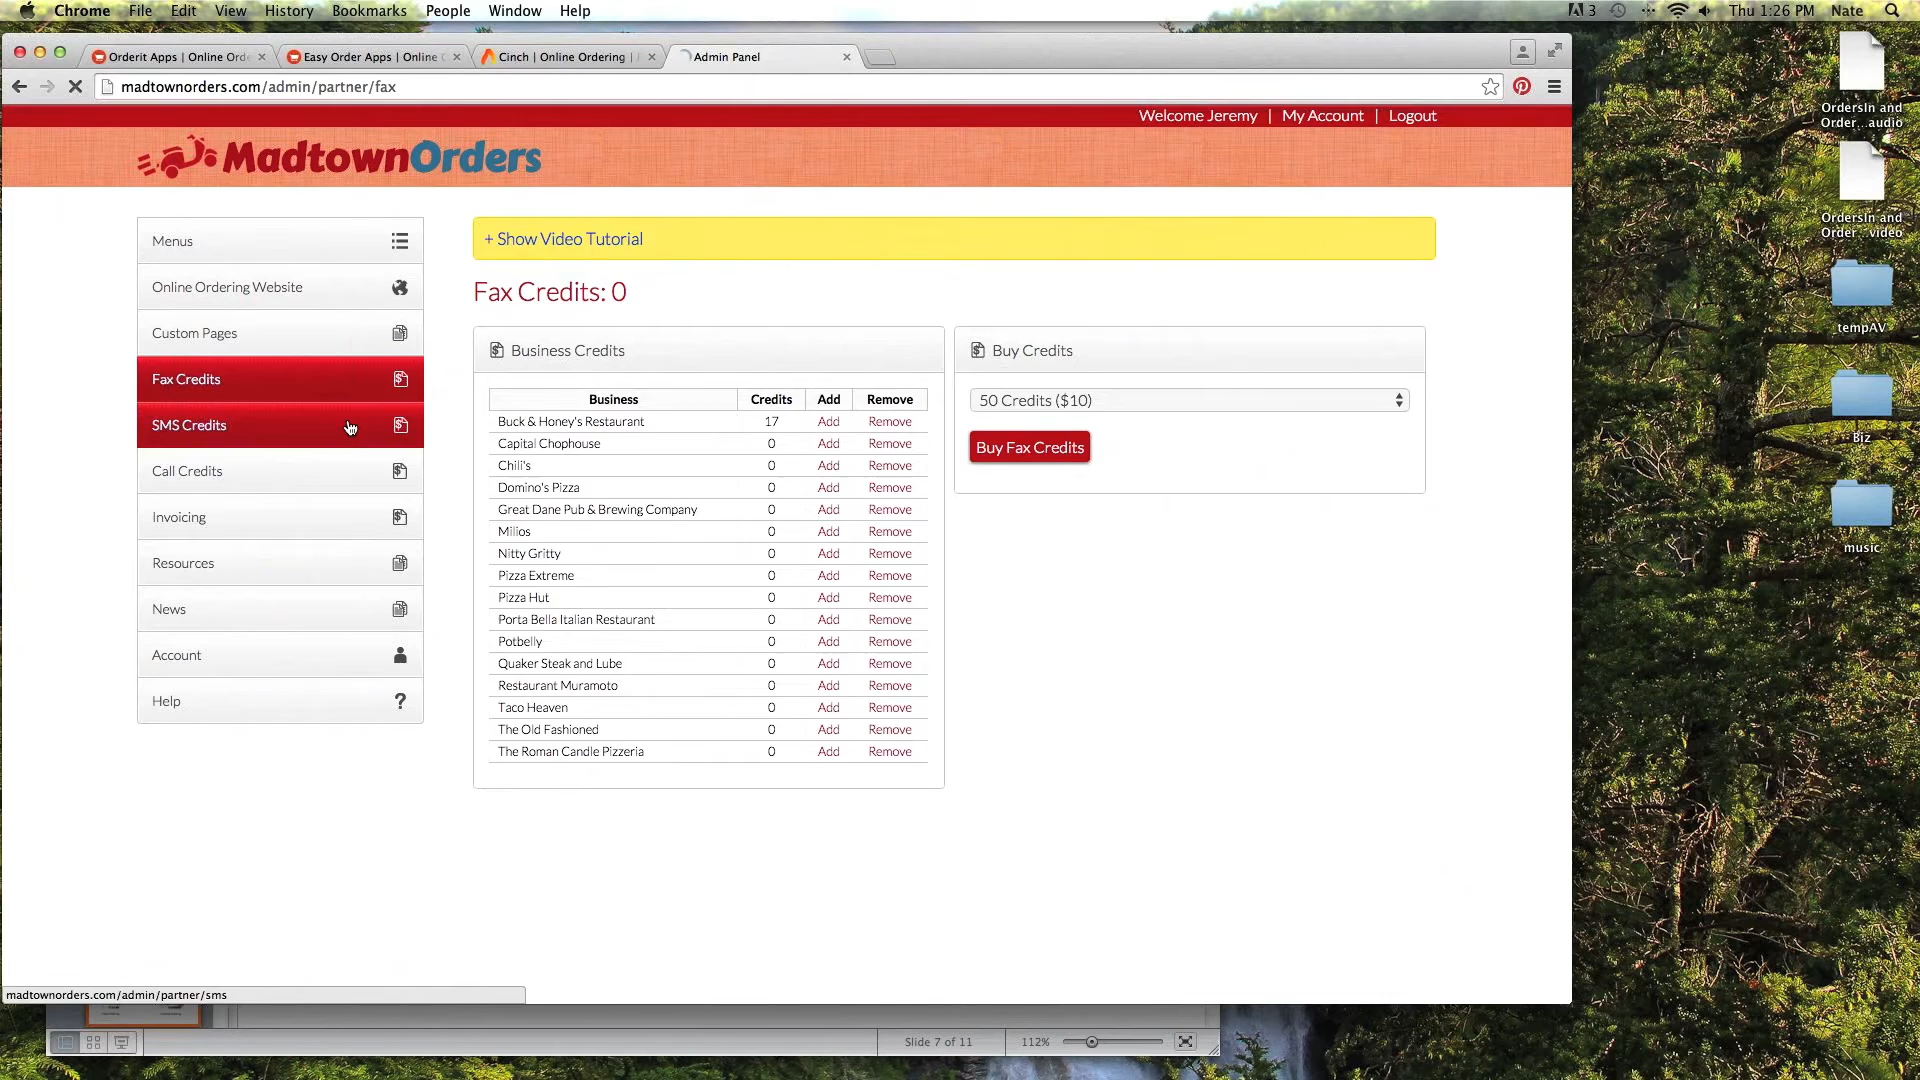 Chrome File Edit View History Bookmarks People Window Help
3 Thu 1:26 PM Nate
Orderit Apps | Online Orde
Easy Order Apps | Online O
Cinch | Online Ordering |
Admin Panel
madtownorders.com/admin/partner/fax
Welcome Jeremy | My Account | Logout
MadtownOrders
Menus
Online Ordering Website
Custom Pages
Fax Credits
SMS Credits
Call Credits
Invoicing
Resources
News
Account
Help ?
+ Show Video Tutorial
Fax Credits: 0
Business Credits
Business Credits Add Remove
Buck & Honey's Restaurant 17 Add Remove
Capital Chophouse 0 Add Remove
Chili's 0 Add Remove
Domino's Pizza 0 Add Remove
Great Dane Pub & Brewing Company 0 Add Remove
Milios 0 Add Remove
Nitty Gritty 0 Add Remove
Pizza Extreme 0 Add Remove
Pizza Hut 0 Add Remove
Porta Bella Italian Restaurant 0 Add Remove
Potbelly 0 Add Remove
Quaker Steak and Lube 0 Add Remove
Restaurant Muramoto 0 Add Remove
Taco Heaven 0 Add Remove
The Old Fashioned 0 Add Remove
The Roman Candle Pizzeria 0 Add Remove
Buy Credits
50 Credits ($10)
Buy Fax Credits
OrdersIn and
Order...audio
OrdersIn and
Order...video
tempAV
Biz
music
madtownorders.com/admin/partner/sms
Slide 7 of 11 112%